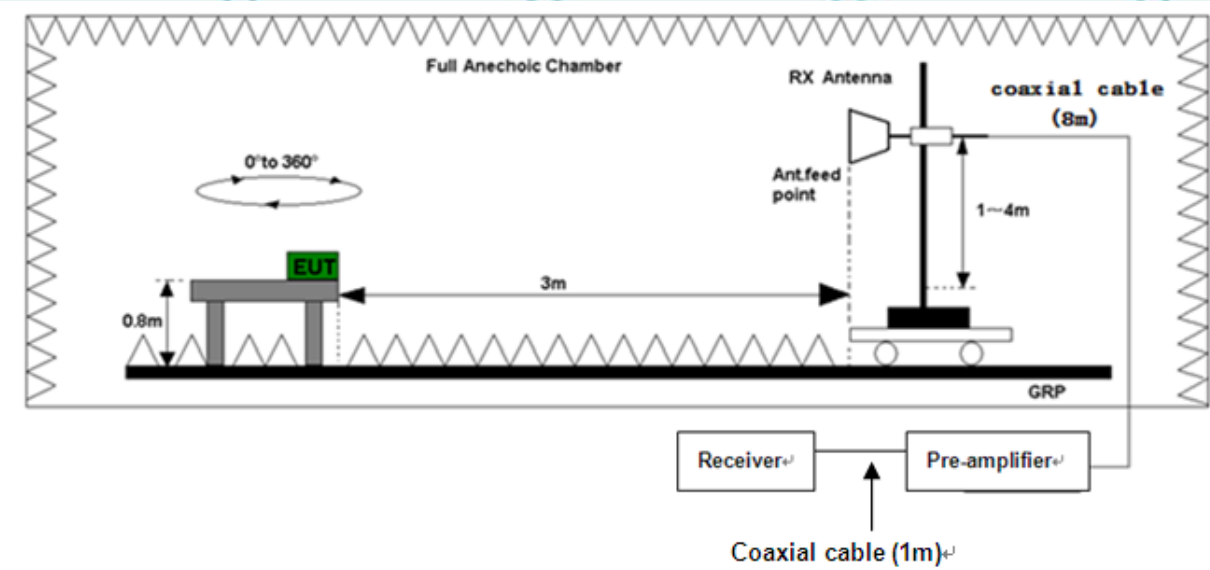 Full Anechoic Chamber
RX Antenna
coaxial cable
(8m)
0°to 360°
Ant.feed
point
1~4m
EUT
3m
0.8m
GRP
Receiver↵
Pre-amplifier↵
Coaxial cable (1m)↵